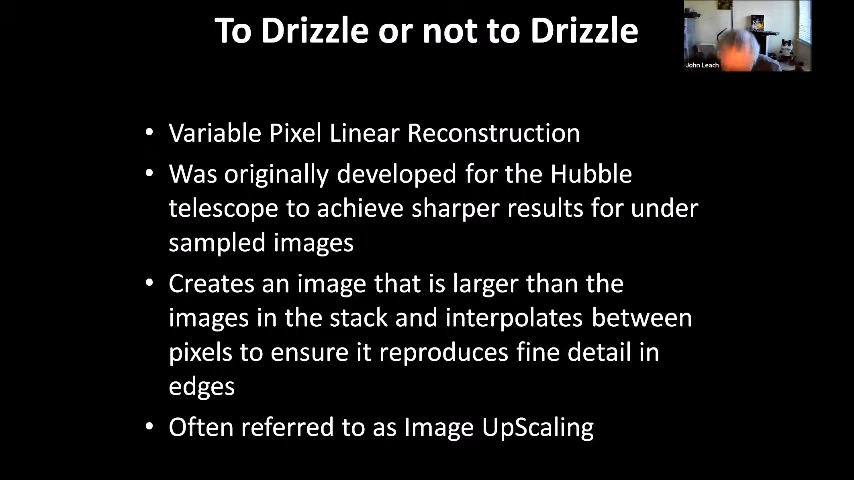 To Drizzle or not to Drizzle
John Leach
• Variable Pixel Linear Reconstruction
• Was originally developed for the Hubble
telescope to achieve sharper results for under
sampled images
• Creates an image that is larger than the
images in the stack and interpolates between
pixels to ensure it reproduces fine detail in
edges
• Often referred to as Image UpScaling